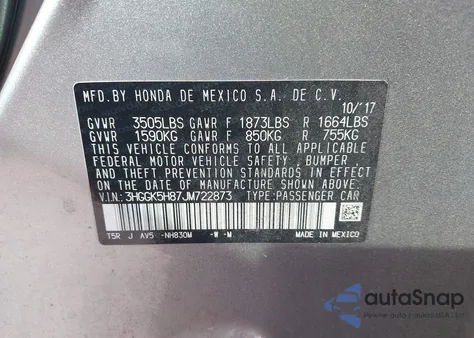 MFD.BY HONDA DE MEXICO S.A. DE C.V.
10/'17
GVWR 3505LBS GAWR F 1873LBS R 1664LBS
GVWR 1590KG GAWR F 850KG R 755KG
THIS VEHICLE CONFORMS TO ALL APPLICABLE
FEDERAL MOTOR VEHICLE SAFETY, BUMPER,
AND THEFT PREVENTION STANDARDS IN EFFECT
ON THE DATE OF MANUFACTURE SHOWN ABOVE.
V.I.N: 3HGGK5H87JM722873 TYPE:PASSENGER CAR
T5R J AV5 -NH830M -W -M. MADE IN MEXICO
autoSnap